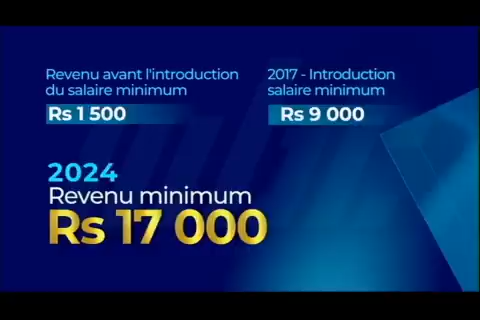 Revenu avant l'introduction
du salaire minimum
Rs 1 500
2017 - Introduction
salaire minimum
Rs 9 000
2024
Revenu minimum
Rs 17 000